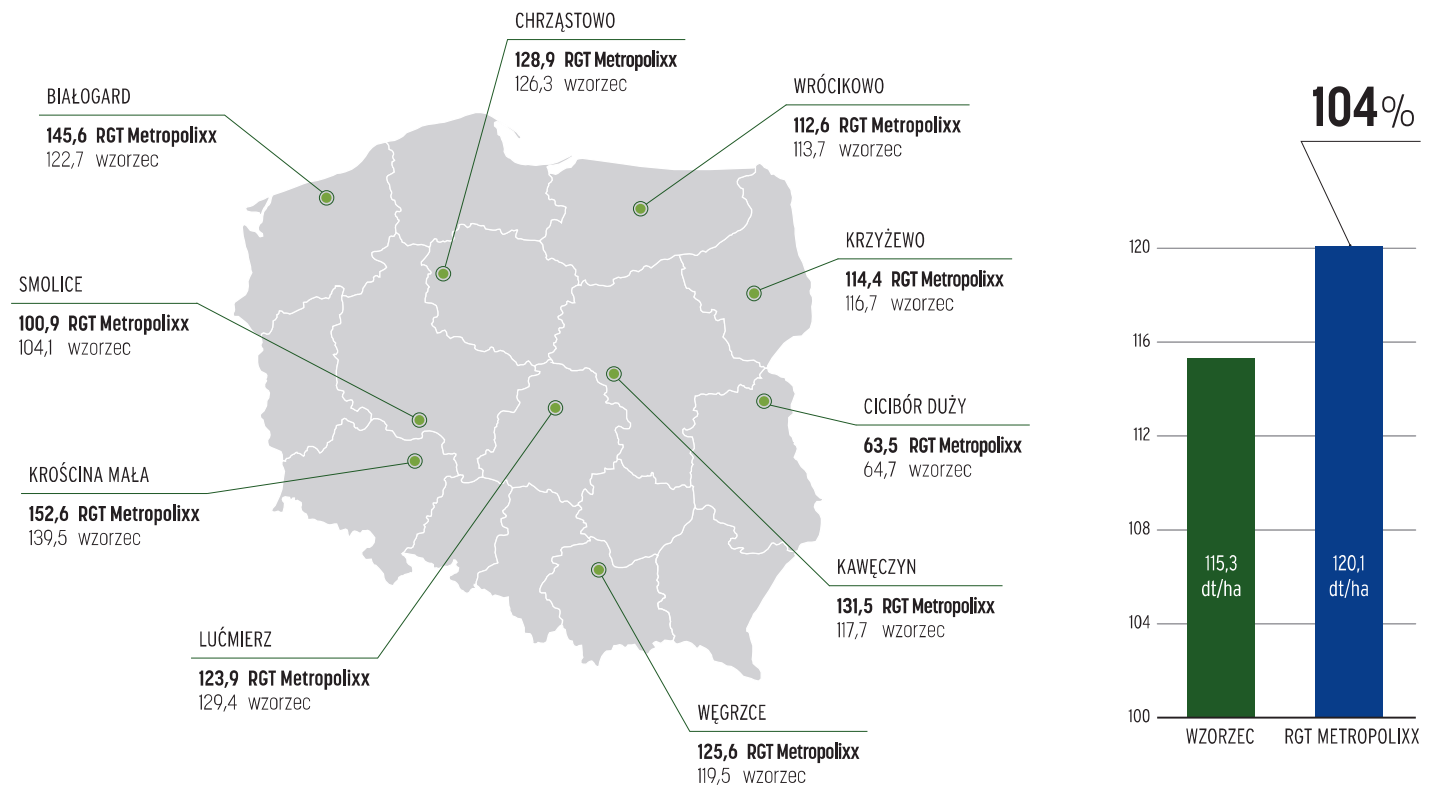 CHRZĄSTOWO
128,9 RGT Metropolixx
126,3 wzorzec
BIAŁOGARD
145,6 RGT Metropolixx
122,7 wzorzec
WRÓCIKOWO
112,6 RGT Metropolixx
113,7 wzorzec
KRZYŻEWO
114,4 RGT Metropolixx
116,7 wzorzec
SMOLICE
100,9 RGT Metropolixx
104,1 wzorzec
CICIBÓR DUŻY
63,5 RGT Metropolixx
64,7 wzorzec
KROŚCINA MAŁA
152,6 RGT Metropolixx
139,5 wzorzec
KAWĘCZYN
131,5 RGT Metropolixx
117,7 wzorzec
LUĆMIERZ
123,9 RGT Metropolixx
129,4 wzorzec
WĘGRZCE
125,6 RGT Metropolixx
119,5 wzorzec
104%
120
116
112
108
104
100
115,3
dt/ha
120,1
dt/ha
WZORZEC
RGT METROPOLIXX